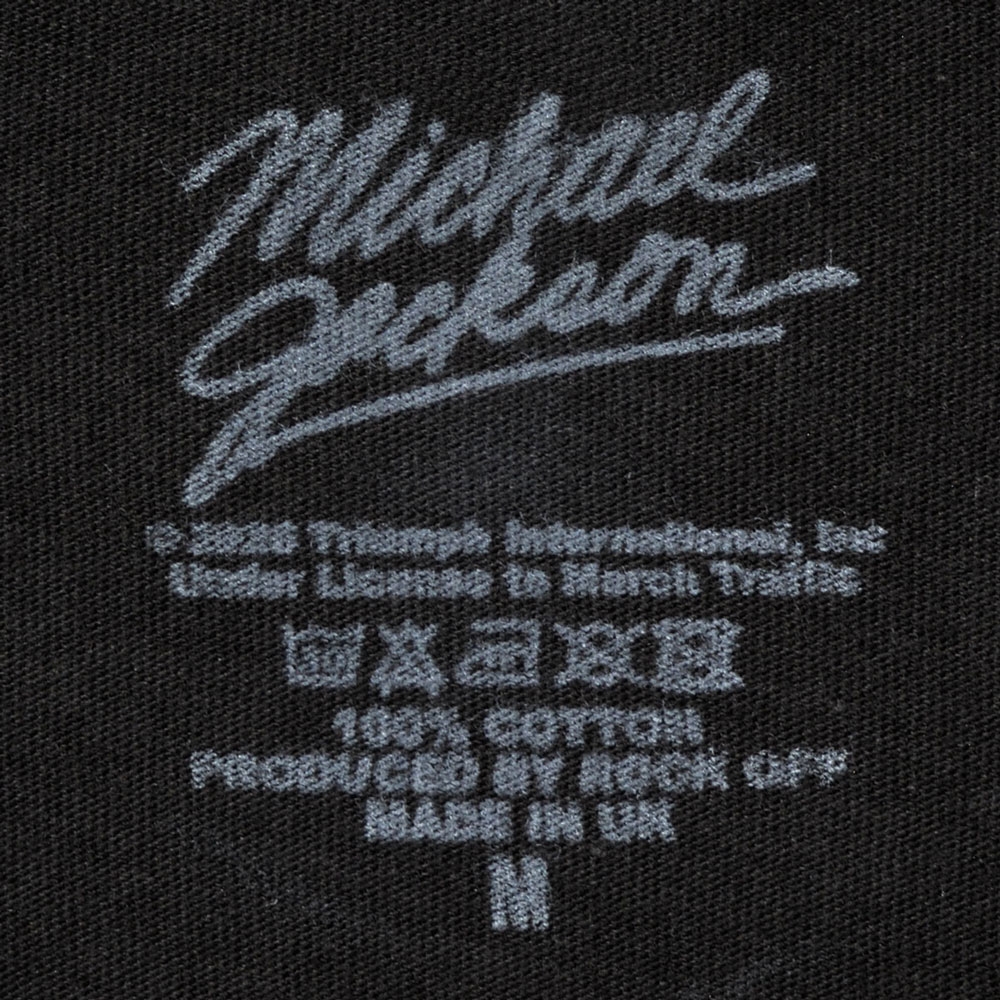 Michael
Jackson
© Triumph International, Inc
Under License to Merch Traffic
100% COTTON
PRODUCED BY ROCK OFF
MADE IN UK
M